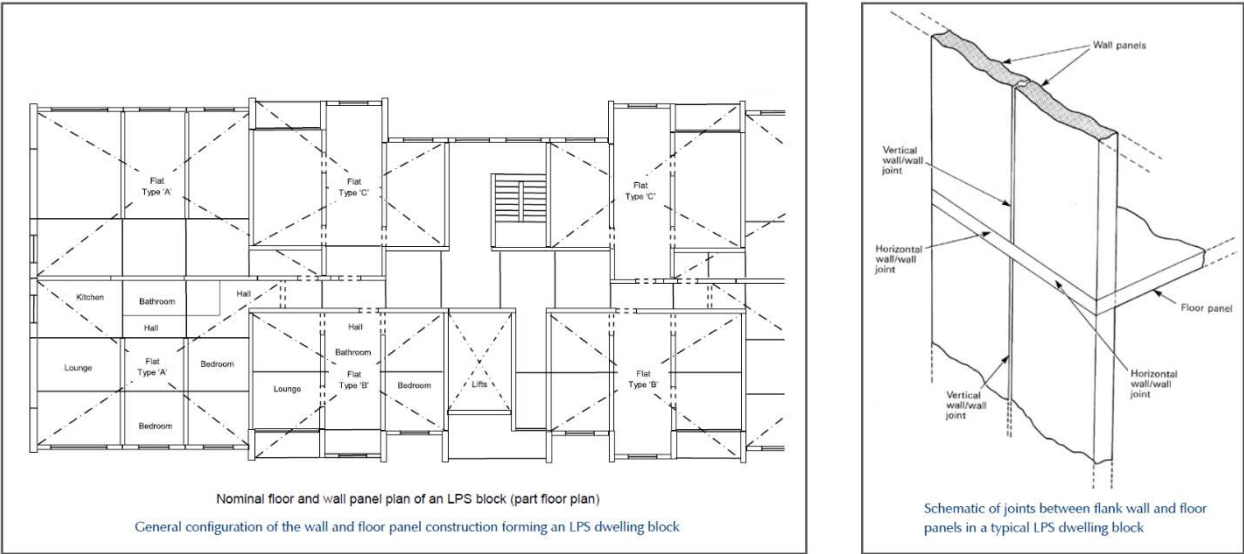 Flat
Type 'A'
Flat
Type 'C'
Flat
Type 'C'
Kitchen
Bathroom
Hall
Hall
Lounge
Flat
Type 'A'
Bedroom
Bedroom
Hall
Bathroom
Lounge
Flat
Type 'B'
Bedroom
Lifts
Flat
Type 'B'
Nominal floor and wall panel plan of an LPS block (part floor plan)
General configuration of the wall and floor panel construction forming an LPS dwelling block
Wall panels
Vertical
wall/wall
joint
Horizontal
wall/wall
joint
Floor panel
Horizontal
wall/wall
joint
Vertical
wall/wall
joint
Schematic of joints between flank wall and floor
panels in a typical LPS dwelling block